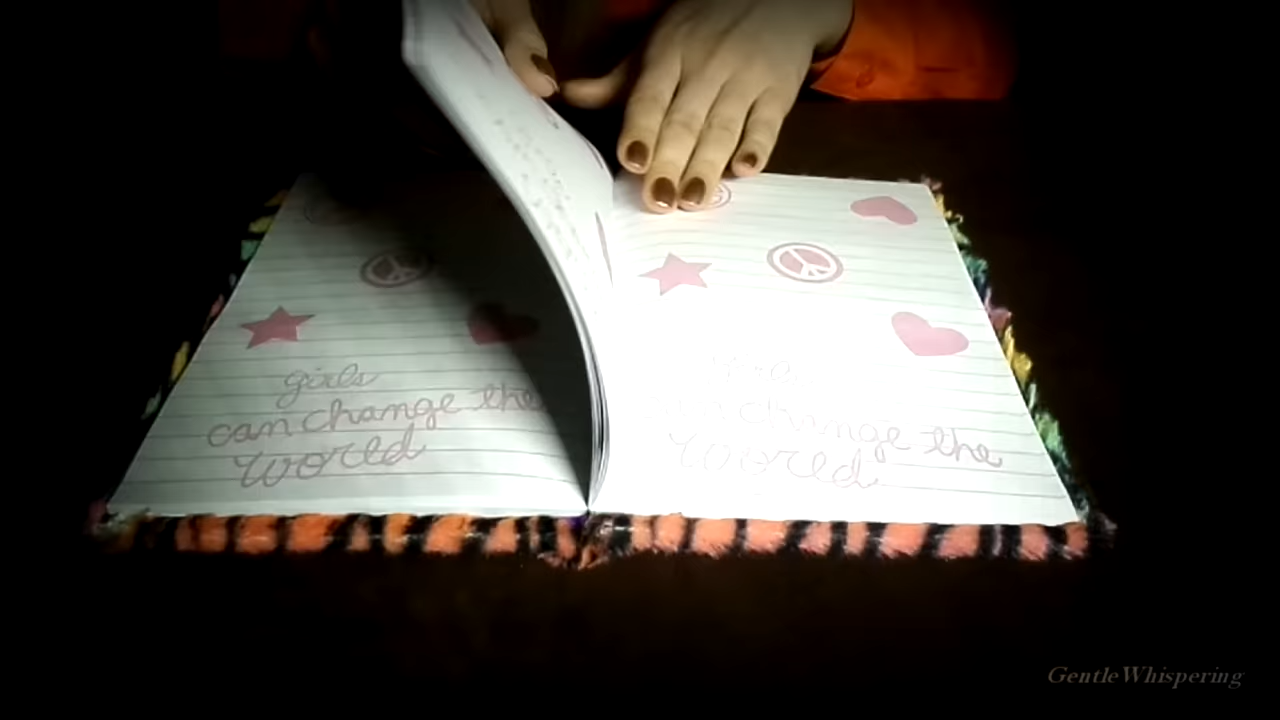 girls
can change the
world
change the
world
GentleWhispering